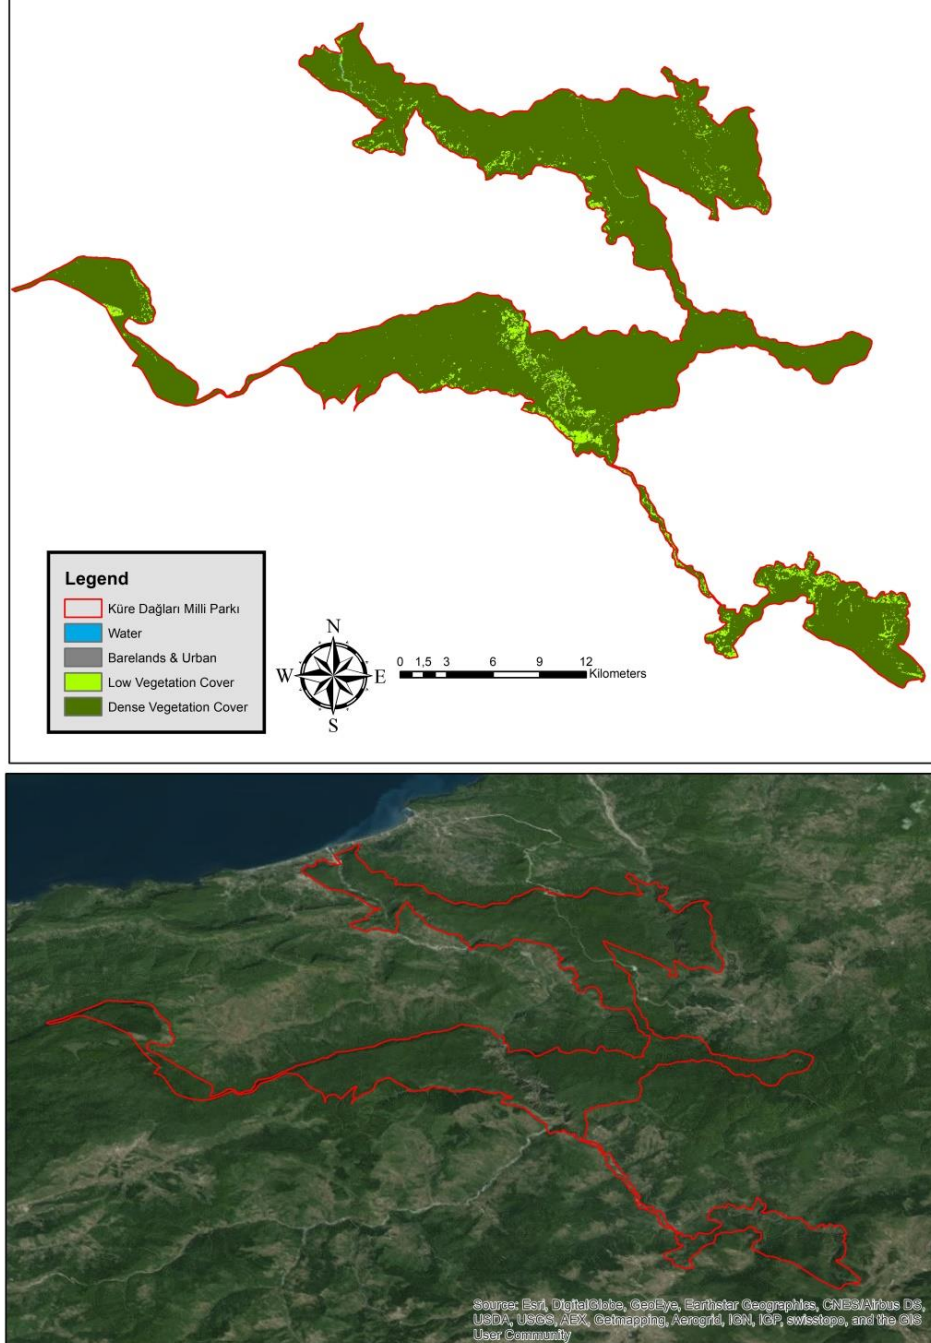 Legend
Küre Dağları Milli Parkı
Water
Barelands & Urban
Low Vegetation Cover
Dense Vegetation Cover
N
W
E
S
0 1,5 3 6 9 12
Kilometers
Source: Esri, DigitalGlobe, GeoEye, Earthstar Geographics, CNES/Airbus DS,
USDA, USGS, AEX, Getmapping, Aerogrid, IGN, IGP, swisstopo, and the GIS
User Community